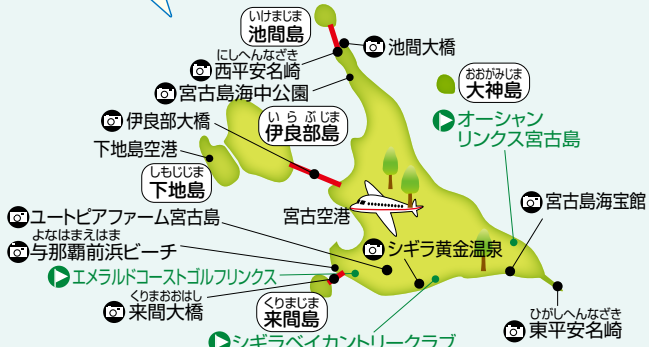 いけまじま
池間島
池間大橋
にしへんなざき
西平安名崎
宮古島海中公園
おおがみじま
大神島
いらぶじま
伊良部島
伊良部大橋
オーシャン
リンクス宮古島
下地島空港
しもじじま
下地島
宮古島海宝館
ユートピアファーム宮古島
宮古空港
よなはまえはま
与那覇前浜ビーチ
シギラ黄金温泉
エメラルドコーストゴルフリンクス
くりまおおはし
来間大橋
くりまじま
来間島
ひがしへんなざき
東平安名崎
シギラベイカントリークラブ